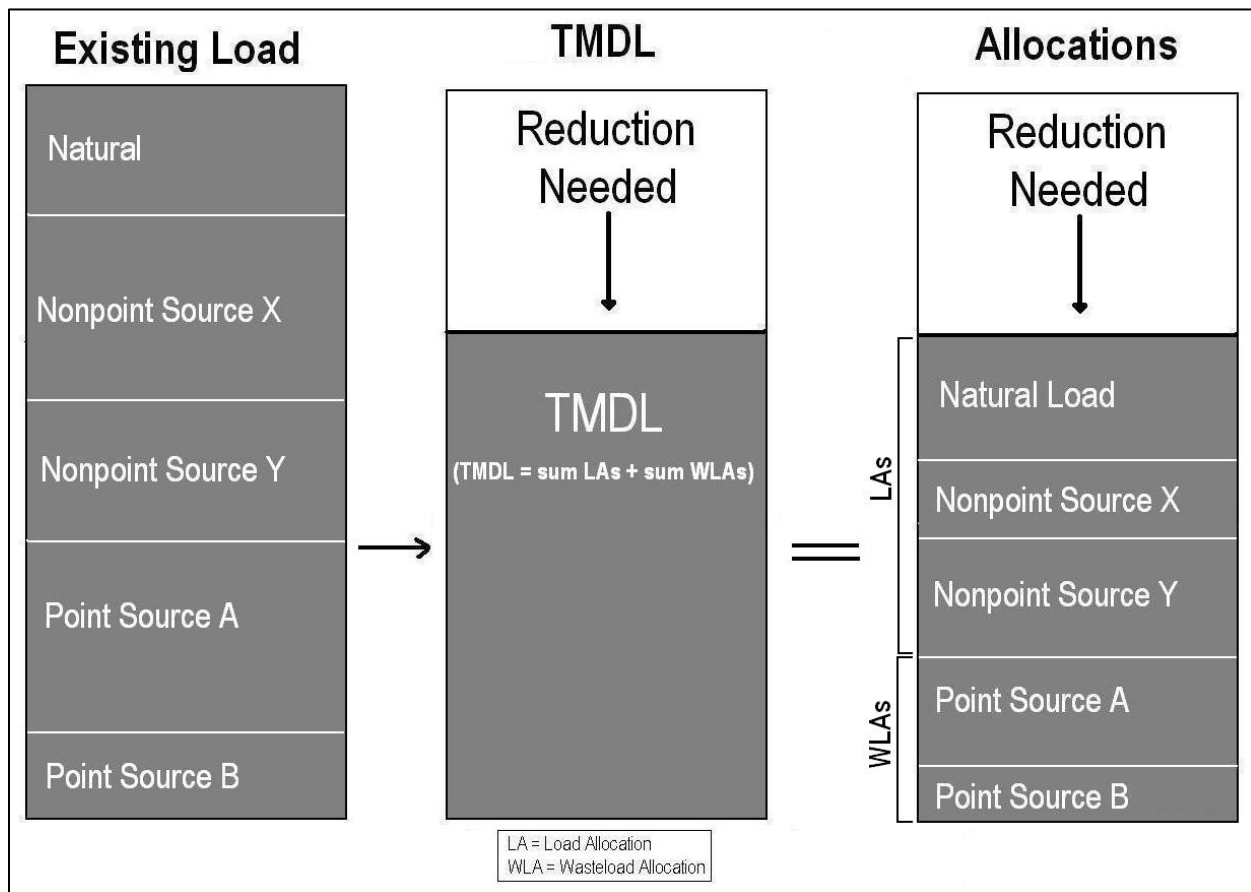 Existing Load
Natural
Nonpoint Source X
Nonpoint Source Y
Point Source A
Point Source B
TMDL
Reduction
Needed
TMDL
(TMDL = sum LAs + sum WLAs)
Allocations
Reduction
Needed
LAs
Natural Load
Nonpoint Source X
Nonpoint Source Y
WLAs
Point Source A
Point Source B
LA = Load Allocation
WLA = Wasteload Allocation